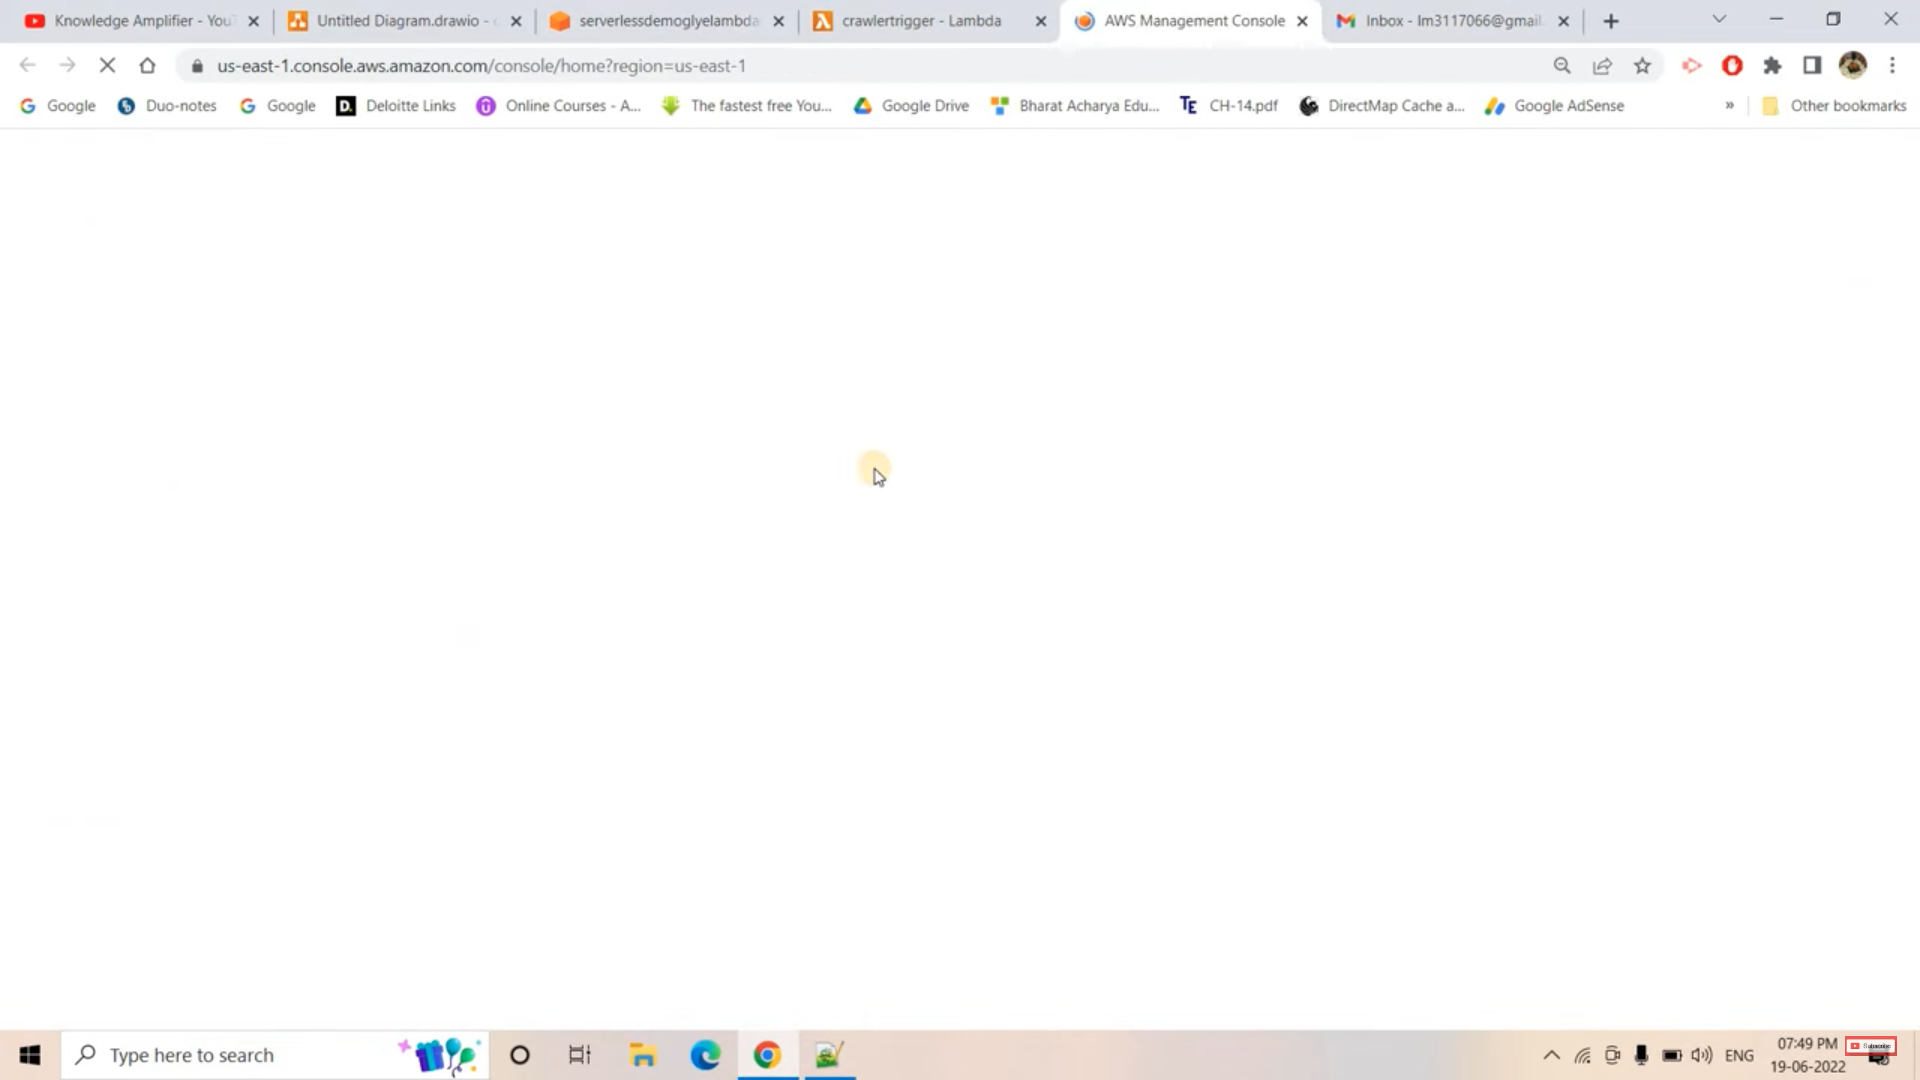 Knowledge Amplifier - You
Untitled Diagram.drawio -
serverlessdemoglyelambda
crawlertrigger - Lambda
AWS Management Console
Inbox - lm3117066@gmail.
us-east-1.console.aws.amazon.com/console/home?region=us-east-1
Google
Duo-notes
Google
D.
Deloitte Links
Online Courses - A...
The fastest free You...
Google Drive
Bharat Acharya Edu...
TE
CH-14.pdf
DirectMap Cache a...
Google AdSense
»
Other bookmarks
Type here to search
ENG
07:49 PM
19-06-2022
Subscribe